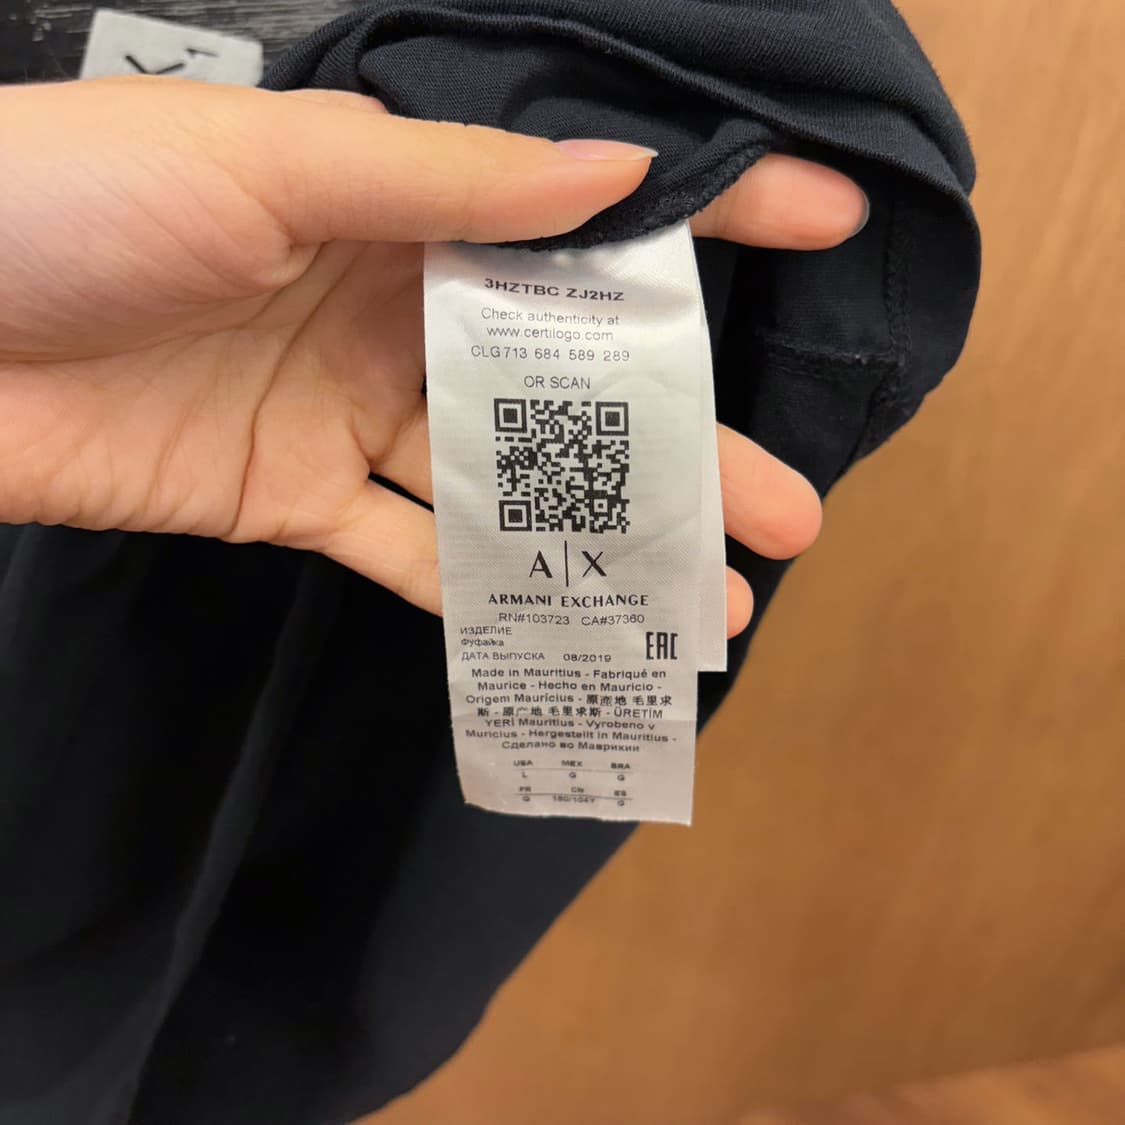 3HZTBC ZJ2HZ
Check authenticity at
www.certilogo.com
CLG 713 684 589 289
OR SCAN
A|X
ARMANI EXCHANGE
RN#103723 CA#37360
ИЗДЕЛИЕ
Фуфайка
ДАТА ВЫПУСКА 08/2019
EAC
Made in Mauritius - Fabriqué en
Maurice - Hecho en Mauricio -
Origem Maurícius - 原產地 毛里求
斯 - 原产地 毛里求斯 - ÜRETİM
YERİ Mauritius - Vyrobeno v
Muricius - Hergestellt in Mauritius -
Сделано во Маврикии
USA MEX BRA
L G G
FR CN ES
G 180/104Y G